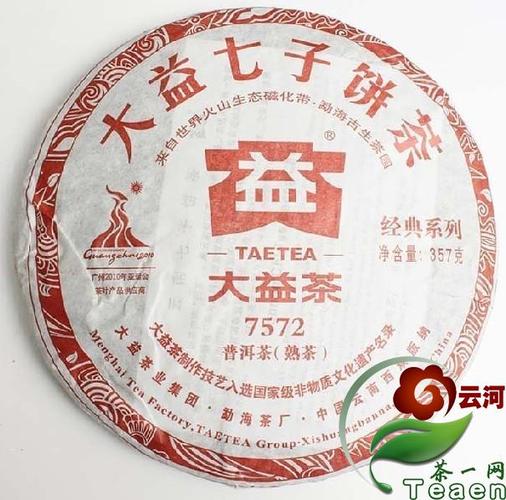 大益七子饼茶
来自世界火山生态磁化带·勐海古生茶园
®
益
TAETEA
大益茶
7572
普洱茶(熟茶)
经典系列
净含量:357克
Guangzhou 2010
广州2010年亚运会
茶叶产品供应商
大益茶制作技艺入选国家级非物质文化遗产名录
大益茶业集团·勐海茶厂·中国云南西双版纳
Menghai Tea Factory,TAETEA Group·Xishuangbanna China
云河
茶一网
Teaen